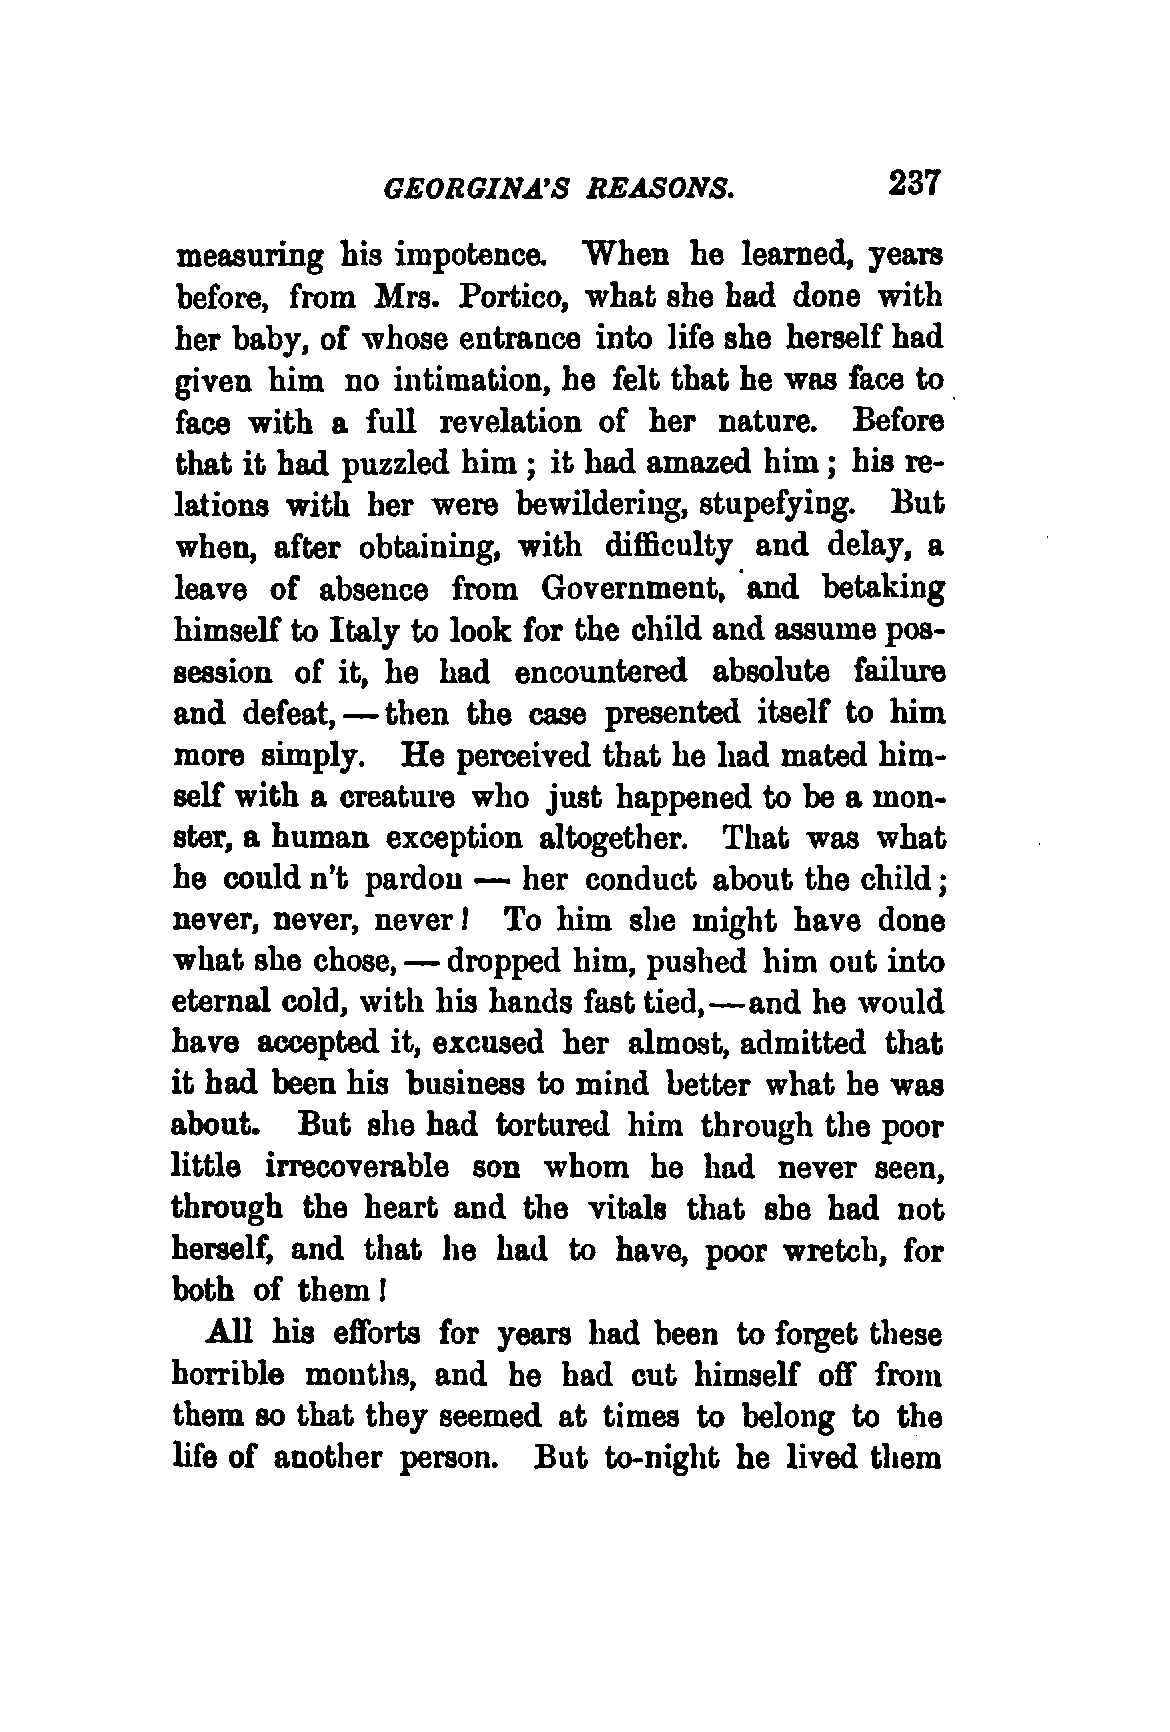 GEORGINA'S REASONS. 237
measuring his impotence. When he learned, years
before, from Mrs. Portico, what she had done with
her baby, of whose entrance into life she herself had
given him no intimation, he felt that he was face to
face with a full revelation of her nature. Before
that it had puzzled him ; it had amazed him ; his re-
lations with her were bewildering, stupefying. But
when, after obtaining, with difficulty and delay, a
leave of absence from Government, and betaking
himself to Italy to look for the child and assume pos-
session of it, he had encountered absolute failure
and defeat, — then the case presented itself to him
more simply. He perceived that he had mated him-
self with a creature who just happened to be a mon-
ster, a human exception altogether. That was what
he could n't pardon — her conduct about the child ;
never, never, never ! To him she might have done
what she chose, — dropped him, pushed him out into
eternal cold, with his hands fast tied, — and he would
have accepted it, excused her almost, admitted that
it had been his business to mind better what he was
about. But she had tortured him through the poor
little irrecoverable son whom he had never seen,
through the heart and the vitals that she had not
herself, and that he had to have, poor wretch, for
both of them !
All his efforts for years had been to forget these
horrible months, and he had cut himself off from
them so that they seemed at times to belong to the
life of another person. But to-night he lived them